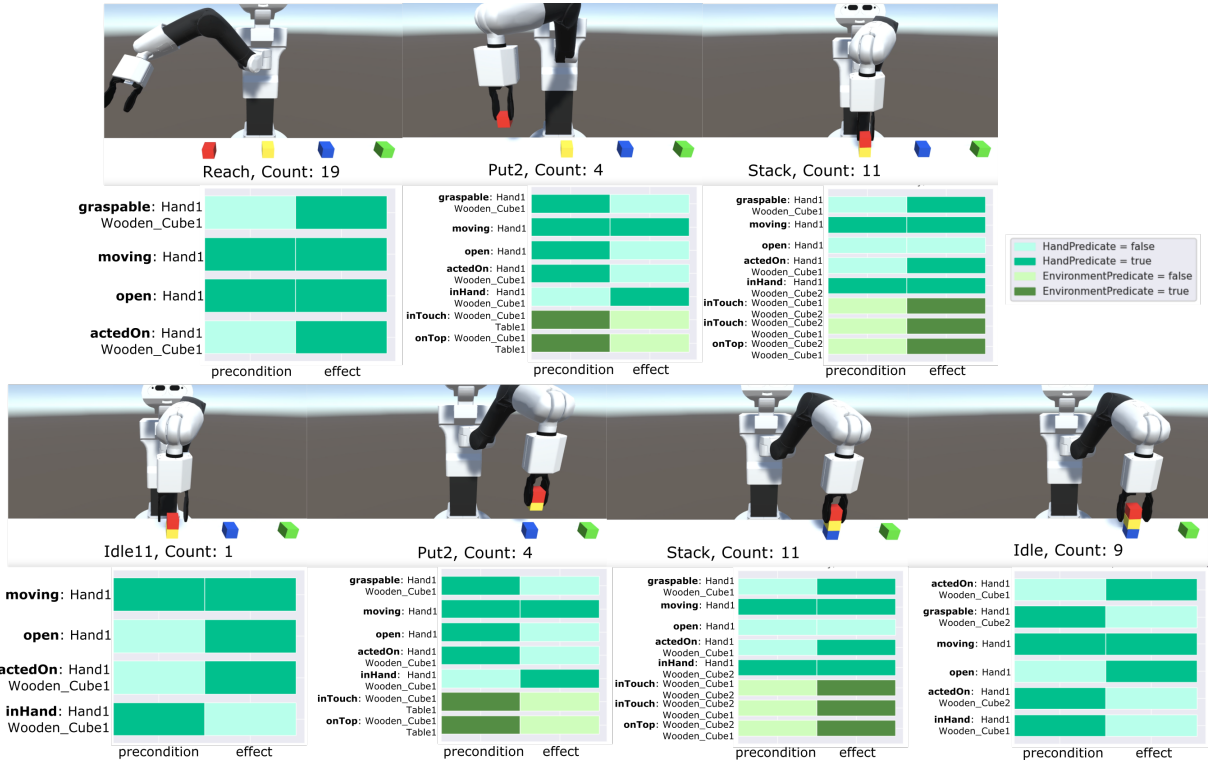 Reach, Count: 19
Put2, Count: 4
Stack, Count: 11
graspable: Hand1
Wooden_Cube1
moving: Hand1
open: Hand1
actedOn: Hand1
Wooden_Cube1
precondition effect
graspable: Hand1
Wooden_Cube1
moving: Hand1
open: Hand1
actedOn: Hand1
Wooden_Cube1
inHand: Hand1
Wooden_Cube1
inTouch: Wooden_Cube1
Table1
onTop: Wooden_Cube1
Table1
precondition effect
graspable: Hand1
Wooden_Cube1
moving: Hand1
open: Hand1
actedOn: Hand1
Wooden_Cube1
inHand: Hand1
Wooden_Cube2
inTouch: Wooden_Cube1
Wooden_Cube2
inTouch: Wooden_Cube2
Wooden_Cube1
onTop: Wooden_Cube2
Wooden_Cube1
precondition effect
HandPredicate = false
HandPredicate = true
EnvironmentPredicate = false
EnvironmentPredicate = true
Idle11, Count: 1
Put2, Count: 4
Stack, Count: 11
Idle, Count: 9
moving: Hand1
open: Hand1
actedOn: Hand1
Wooden_Cube1
inHand: Hand1
Wooden_Cube1
precondition effect
graspable: Hand1
Wooden_Cube1
moving: Hand1
open: Hand1
actedOn: Hand1
Wooden_Cube1
inHand: Hand1
Wooden_Cube1
inTouch: Wooden_Cube1
Table1
onTop: Wooden_Cube1
Table1
precondition effect
graspable: Hand1
Wooden_Cube1
moving: Hand1
open: Hand1
actedOn: Hand1
Wooden_Cube1
inHand: Hand1
Wooden_Cube2
inTouch: Wooden_Cube1
Wooden_Cube2
inTouch: Wooden_Cube2
Wooden_Cube1
onTop: Wooden_Cube2
Wooden_Cube1
precondition effect
actedOn: Hand1
Wooden_Cube1
graspable: Hand1
Wooden_Cube2
moving: Hand1
open: Hand1
actedOn: Hand1
Wooden_Cube2
inHand: Hand1
Wooden_Cube1
precondition effect